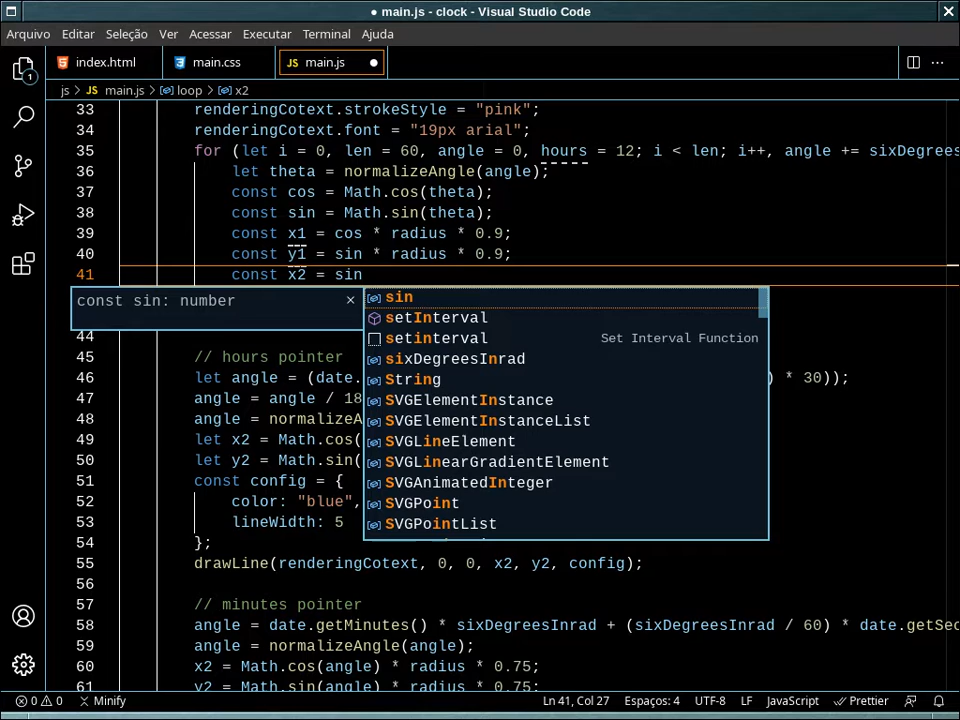 ● main.js - clock - Visual Studio Code
Arquivo Editar Seleção Ver Acessar Executar Terminal Ajuda
index.html main.css JS main.js
js > JS main.js > loop > x2
33 renderingCotext.strokeStyle = "pink";
34 renderingCotext.font = "19px arial";
35 for (let i = 0, len = 60, angle = 0, hours = 12; i < len; i++, angle += sixDegrees
36 let theta = normalizeAngle(angle);
37 const cos = Math.cos(theta);
38 const sin = Math.sin(theta);
39 const x1 = cos * radius * 0.9;
40 const y1 = sin * radius * 0.9;
41 const x2 = sin
const sin: number ×
sin
setInterval
setinterval Set Interval Function
sixDegreesInrad
String
SVGElementInstance
SVGElementInstanceList
SVGLineElement
SVGLinearGradientElement
SVGAnimatedInteger
SVGPoint
SVGPointList
44
45 // hours pointer
46 let angle = (date. ) * 30));
47 angle = angle / 18
48 angle = normalizeA
49 let x2 = Math.cos(
50 let y2 = Math.sin(
51 const config = {
52 color: "blue",
53 lineWidth: 5
54 };
55 drawLine(renderingCotext, 0, 0, x2, y2, config);
56
57 // minutes pointer
58 angle = date.getMinutes() * sixDegreesInrad + (sixDegreesInrad / 60) * date.getSec
59 angle = normalizeAngle(angle);
60 x2 = Math.cos(angle) * radius * 0.75;
61 y2 = Math.sin(angle) * radius * 0.75;
1
0 0 Minify Ln 41, Col 27 Espaços: 4 UTF-8 LF JavaScript Prettier